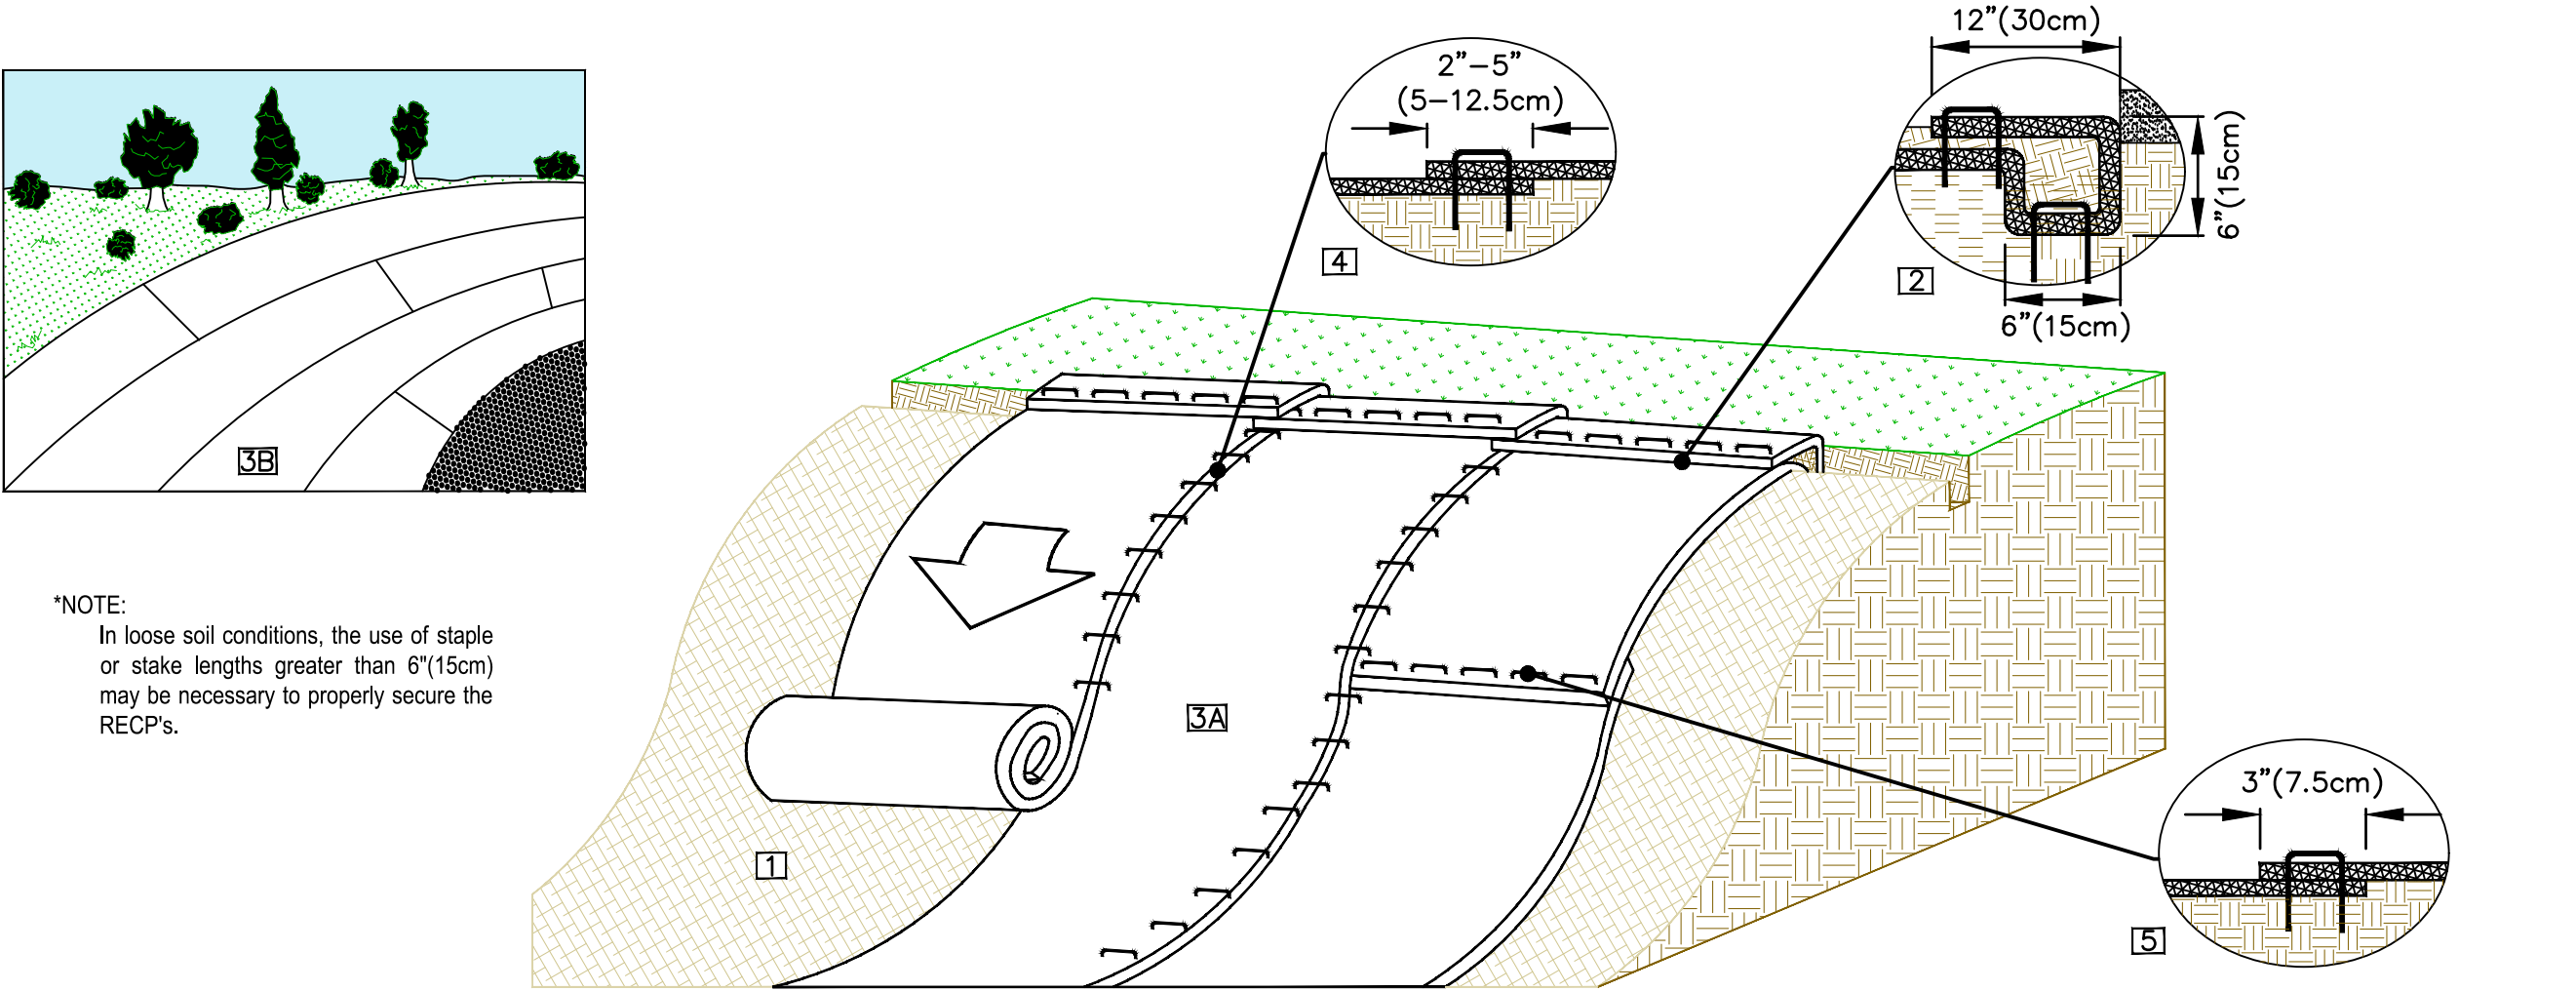 12”(30cm)
2”–5”
(5–12.5cm)
6”(15cm)
4
2
6”(15cm)
3B
*NOTE:
In loose soil conditions, the use of staple
or stake lengths greater than 6"(15cm)
may be necessary to properly secure the
RECP's.
3A
3”(7.5cm)
1
5